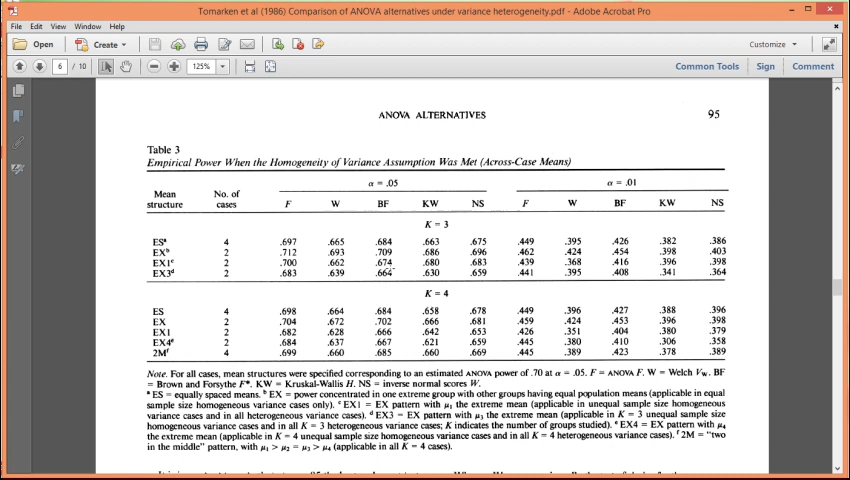 Tomarken et al (1986) Comparison of ANOVA alternatives under variance heterogeneity.pdf - Adobe Acrobat Pro
File Edit View Window Help
Open Create Customize
6 / 10 125% Common Tools Sign Comment
ANOVA ALTERNATIVES 95
Table 3
Empirical Power When the Homogeneity of Variance Assumption Was Met (Across-Case Means)
α = .05 α = .01
Mean structure No. of cases F W BF KW NS F W BF KW NS
K = 3
ESᵃ 4 .697 .665 .684 .663 .675 .449 .395 .426 .382 .386
EXᵇ 2 .712 .693 .709 .686 .696 .462 .424 .454 .398 .403
EX1ᶜ 2 .700 .662 .674 .680 .683 .439 .368 .416 .396 .398
EX3ᵈ 2 .683 .639 .664 .630 .659 .441 .395 .408 .341 .364
K = 4
ES 4 .698 .664 .684 .658 .678 .449 .396 .427 .388 .396
EX 2 .704 .672 .702 .666 .681 .459 .424 .453 .396 .398
EX1 2 .682 .628 .666 .642 .653 .426 .351 .404 .380 .379
EX4ᵉ 2 .684 .637 .667 .621 .659 .445 .380 .410 .306 .358
2Mᶠ 4 .699 .660 .685 .660 .669 .445 .389 .423 .378 .389
Note. For all cases, mean structures were specified corresponding to an estimated ANOVA power of .70 at α = .05. F = ANOVA F. W = Welch Vw. BF
= Brown and Forsythe F*. KW = Kruskal-Wallis H. NS = inverse normal scores W.
ᵃ ES = equally spaced means. ᵇ EX = power concentrated in one extreme group with other groups having equal population means (applicable in equal
sample size homogeneous variance cases only). ᶜ EX1 = EX pattern with μ₁ the extreme mean (applicable in unequal sample size homogeneous
variance cases and in all heterogeneous variance cases). ᵈ EX3 = EX pattern with μ₃ the extreme mean (applicable in K = 3 unequal sample size
homogeneous variance cases and in all K = 3 heterogeneous variance cases; K indicates the number of groups studied). ᵉ EX4 = EX pattern with μ₄
the extreme mean (applicable in K = 4 unequal sample size homogeneous variance cases and in all K = 4 heterogeneous variance cases). ᶠ 2M = "two
in the middle" pattern, with μ₁ > μ₂ = μ₃ > μ₄ (applicable in all K = 4 cases).